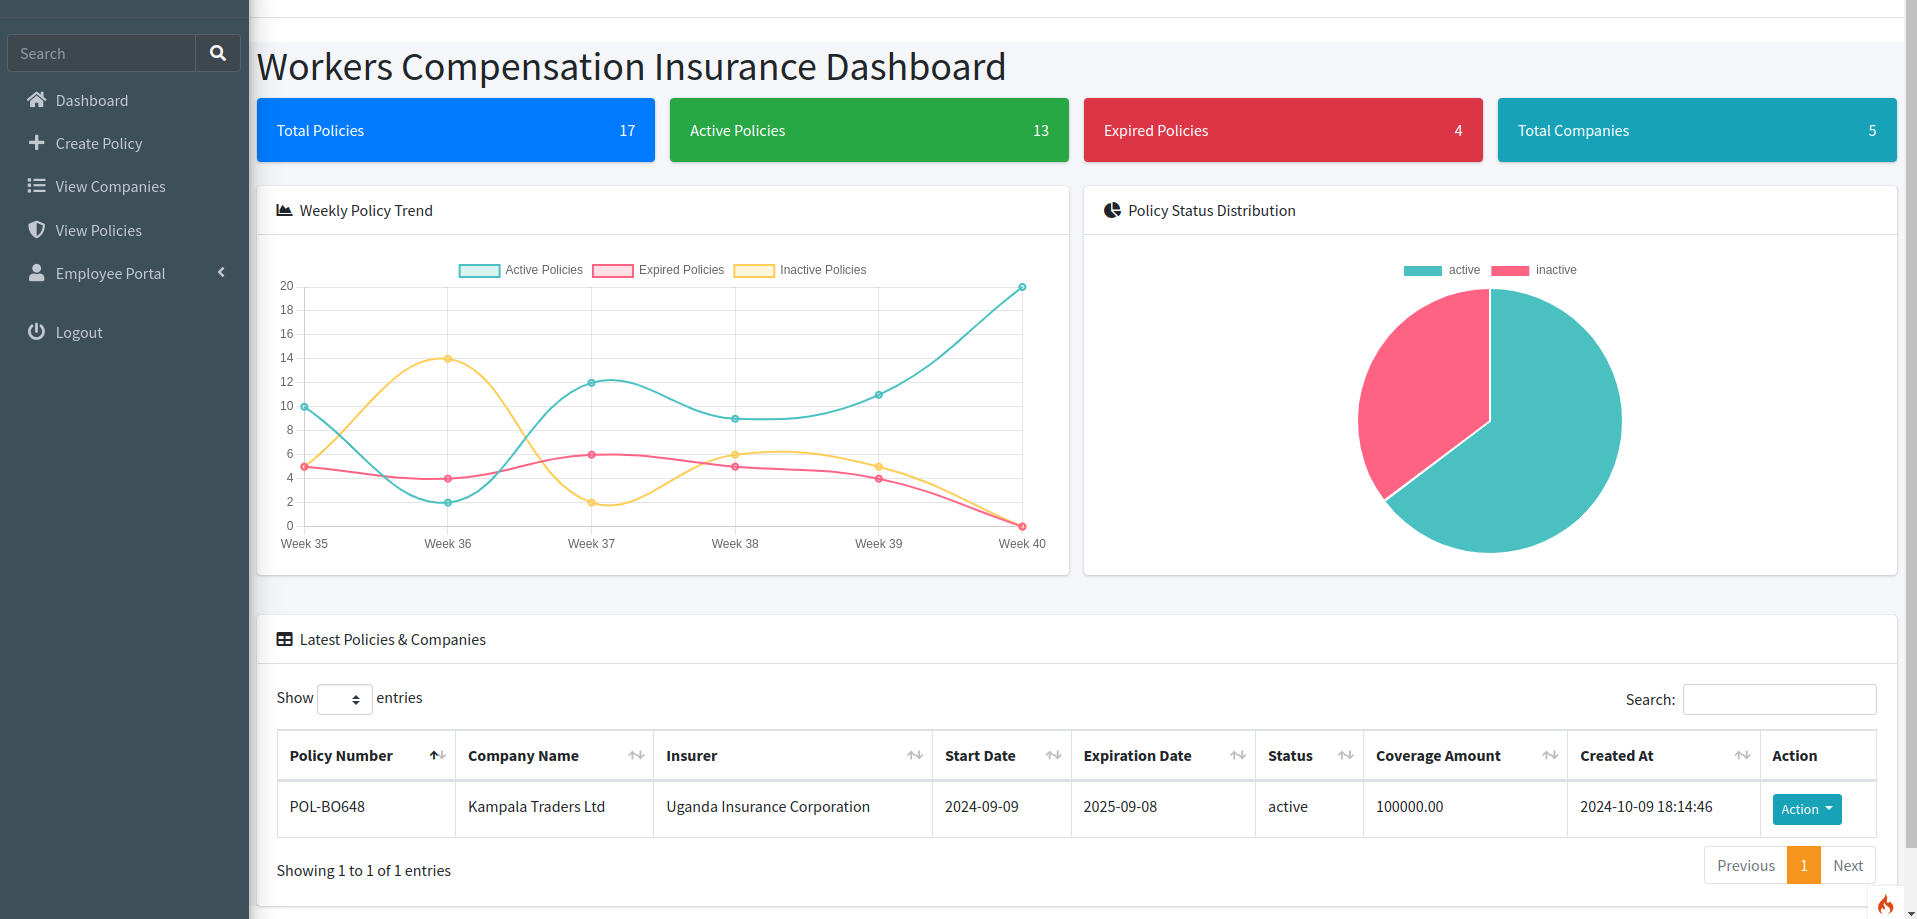 Search
Dashboard
Create Policy
View Companies
View Policies
Employee Portal
Logout
Workers Compensation Insurance Dashboard
Total Policies 17
Active Policies 13
Expired Policies 4
Total Companies 5
Weekly Policy Trend
Active Policies Expired Policies Inactive Policies
20
18
16
14
12
10
8
6
4
2
0
Week 35 Week 36 Week 37 Week 38 Week 39 Week 40
Policy Status Distribution
active inactive
Latest Policies & Companies
Show entries
Search:
Policy Number Company Name Insurer Start Date Expiration Date Status Coverage Amount Created At Action
POL-BO648 Kampala Traders Ltd Uganda Insurance Corporation 2024-09-09 2025-09-08 active 100000.00 2024-10-09 18:14:46 Action
Showing 1 to 1 of 1 entries
Previous 1 Next